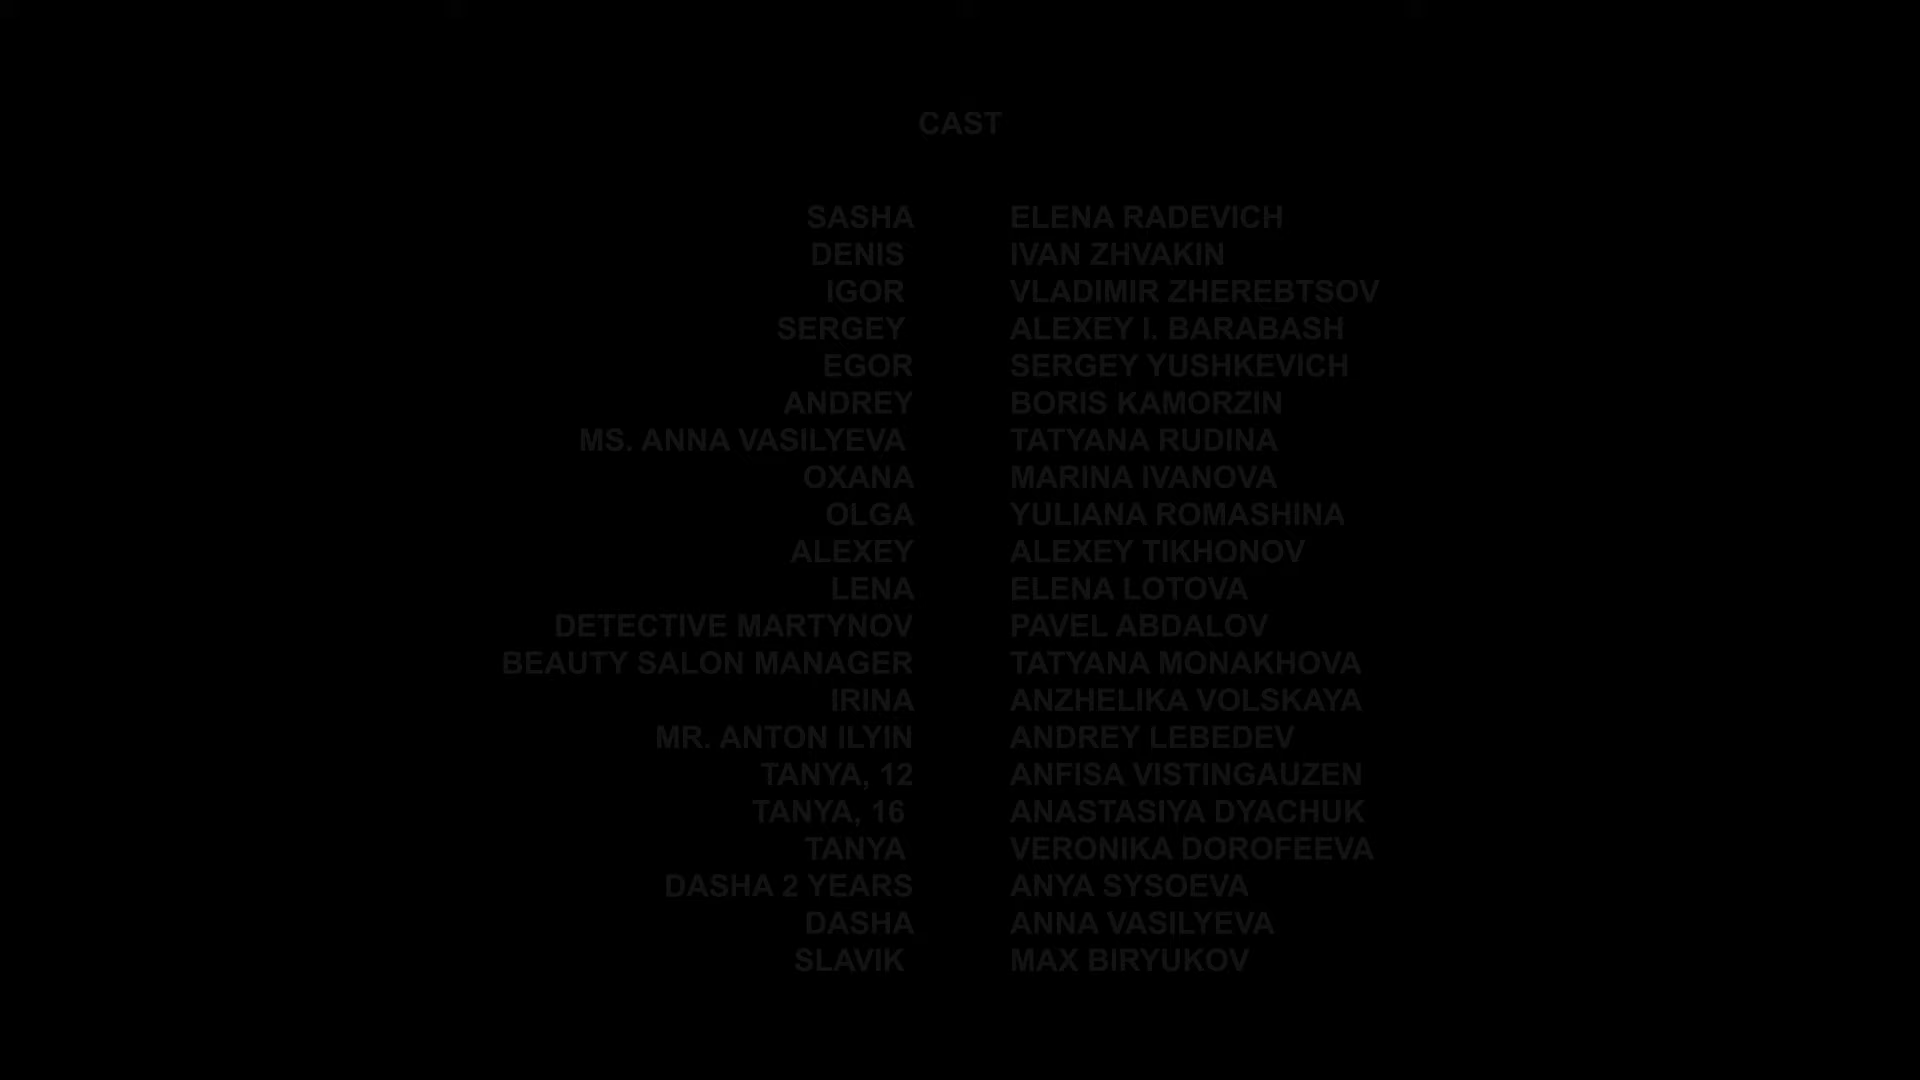 CAST
SASHA ELENA RADEVICH
DENIS IVAN ZHVAKIN
IGOR VLADIMIR ZHEREBTSOV
SERGEY ALEXEY I. BARABASH
EGOR SERGEY YUSHKEVICH
ANDREY BORIS KAMORZIN
MS. ANNA VASILYEVA TATYANA RUDINA
OXANA MARINA IVANOVA
OLGA YULIANA ROMASHINA
ALEXEY ALEXEY TIKHONOV
LENA ELENA LOTOVA
DETECTIVE MARTYNOV PAVEL ABDALOV
BEAUTY SALON MANAGER TATYANA MONAKHOVA
IRINA ANZHELIKA VOLSKAYA
MR. ANTON ILYIN ANDREY LEBEDEV
TANYA, 12 ANFISA VISTINGAUZEN
TANYA, 16 ANASTASIYA DYACHUK
TANYA VERONIKA DOROFEEVA
DASHA 2 YEARS ANYA SYSOEVA
DASHA ANNA VASILYEVA
SLAVIK MAX BIRYUKOV